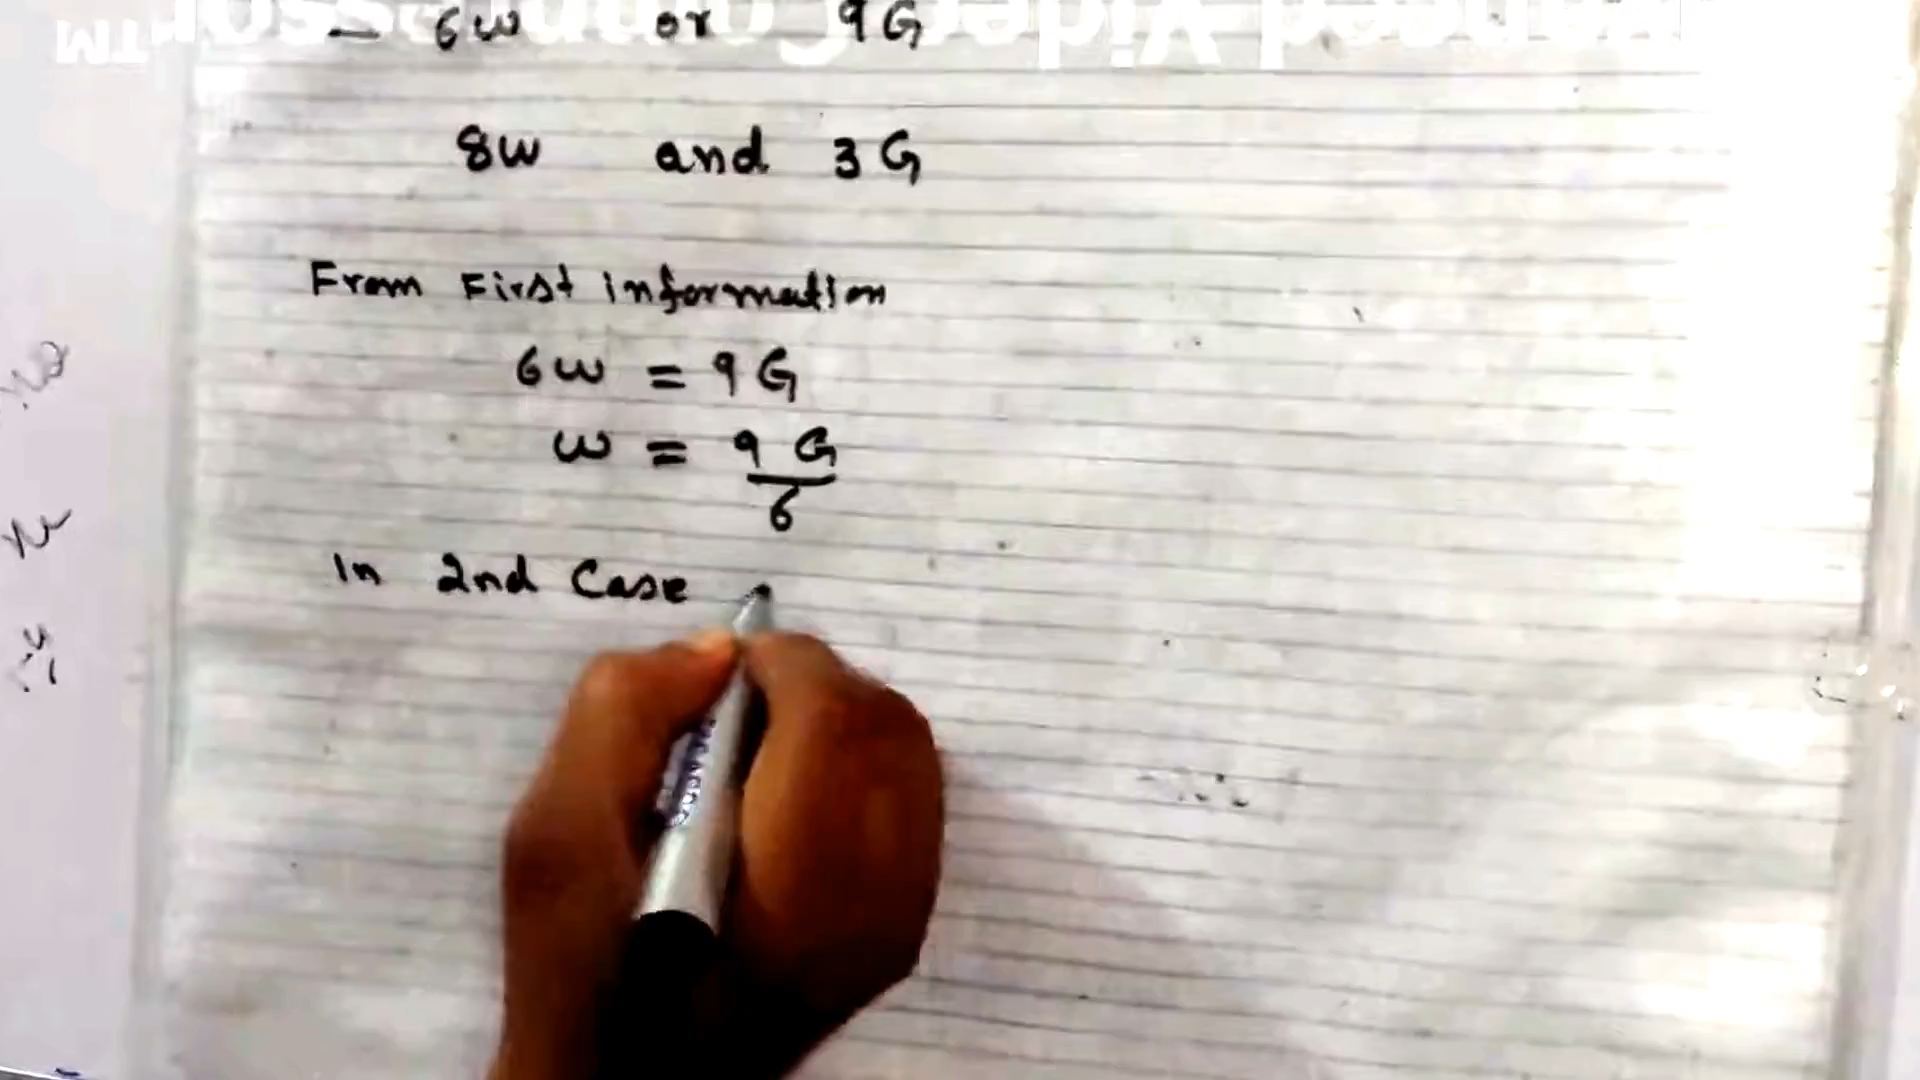 - 6w or 9G
8w and 3G
From First information
6w = 9G
w = 9G
6
In 2nd Case